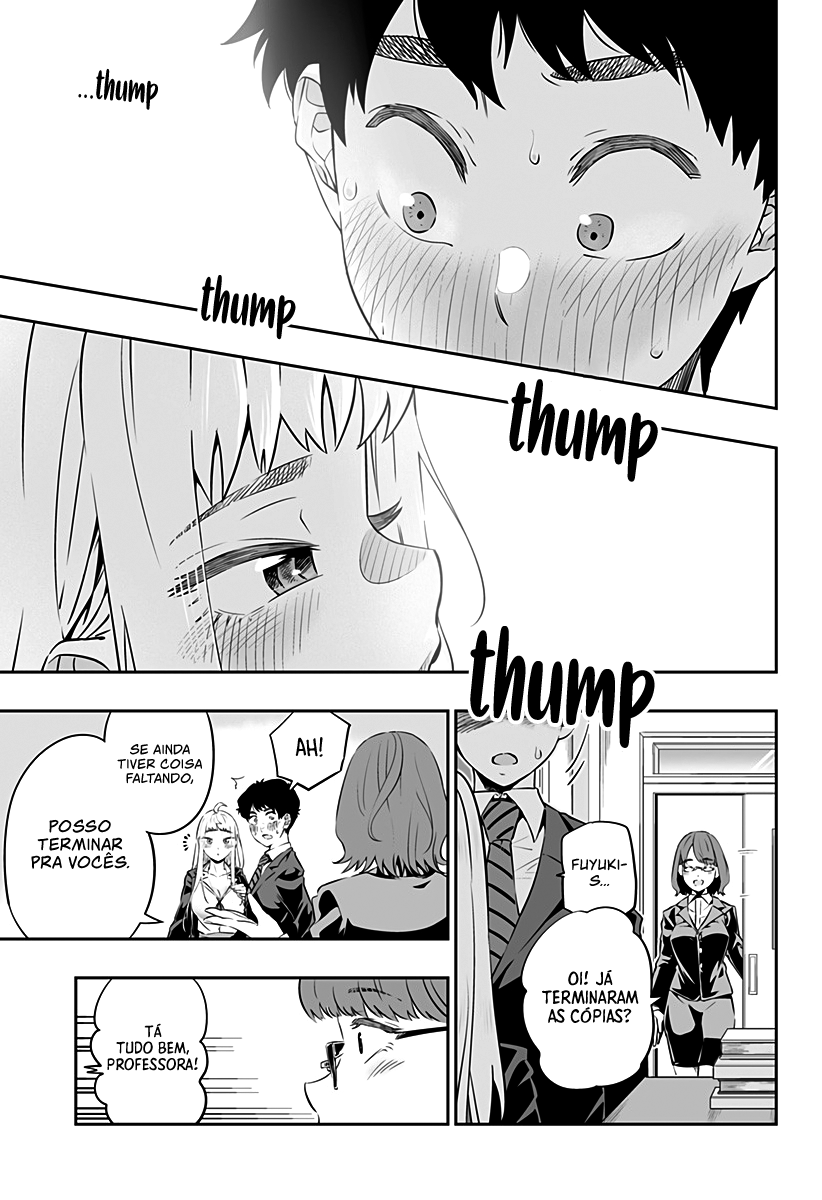 ...thump
thump
thump
thump
FUYUKI-
S...
OI! JÁ
TERMINARAM
AS CÓPIAS?
AH!
SE AINDA
TIVER COISA
FALTANDO,
POSSO
TERMINAR
PRA VOCÊS.
TÁ
TUDO BEM,
PROFESSORA!